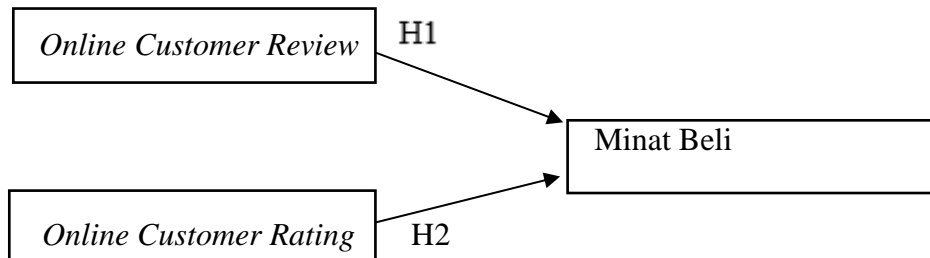 Online Customer Review
H1
Minat Beli
Online Customer Rating
H2